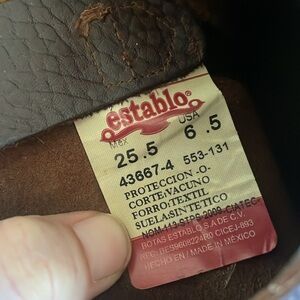 establo
Mex USA
25.5 6.5
43667-4 553-131
PROTECCION -O-
CORTE VACUNO
FORRO TEXTIL
SUELA SINTETICO
BOTAS ESTABLO S A DE C.V.
HECHO EN / MADE IN MÉXICO